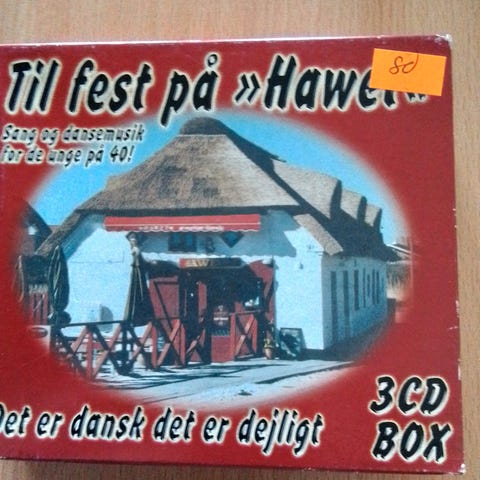 Til fest på »Hawet«
80
Sang og dansemusik
for de unge på 40!
Det er dansk det er dejligt
3CD
BOX